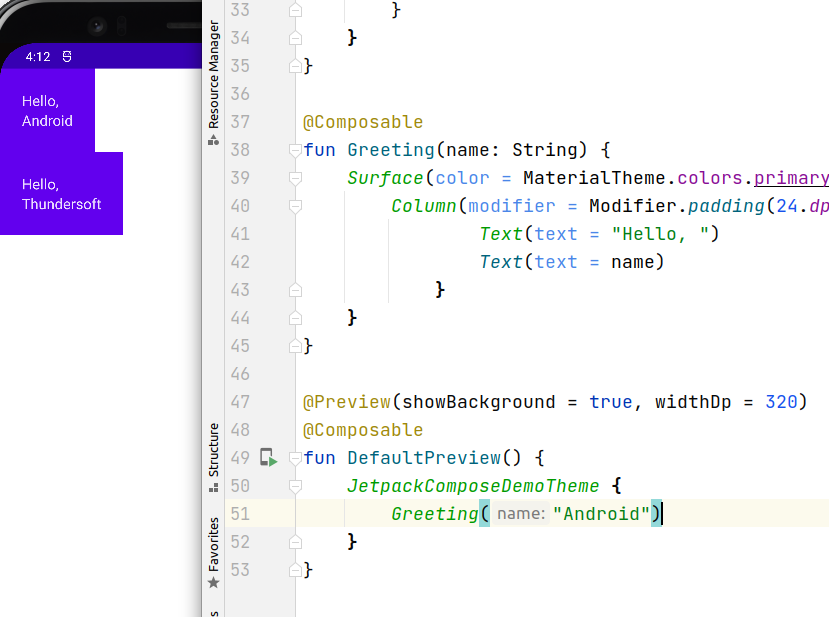 4:12
Hello,
Android
Hello,
Thundersoft
Resource Manager
Structure
Favorites
33 }
34 }
35 }
36
37 @Composable
38 fun Greeting(name: String) {
39 Surface(color = MaterialTheme.colors.primary
40 Column(modifier = Modifier.padding(24.dp
41 Text(text = "Hello, ")
42 Text(text = name)
43 }
44 }
45 }
46
47 @Preview(showBackground = true, widthDp = 320)
48 @Composable
49 fun DefaultPreview() {
50 JetpackComposeDemoTheme {
51 Greeting( name: "Android")
52 }
53 }